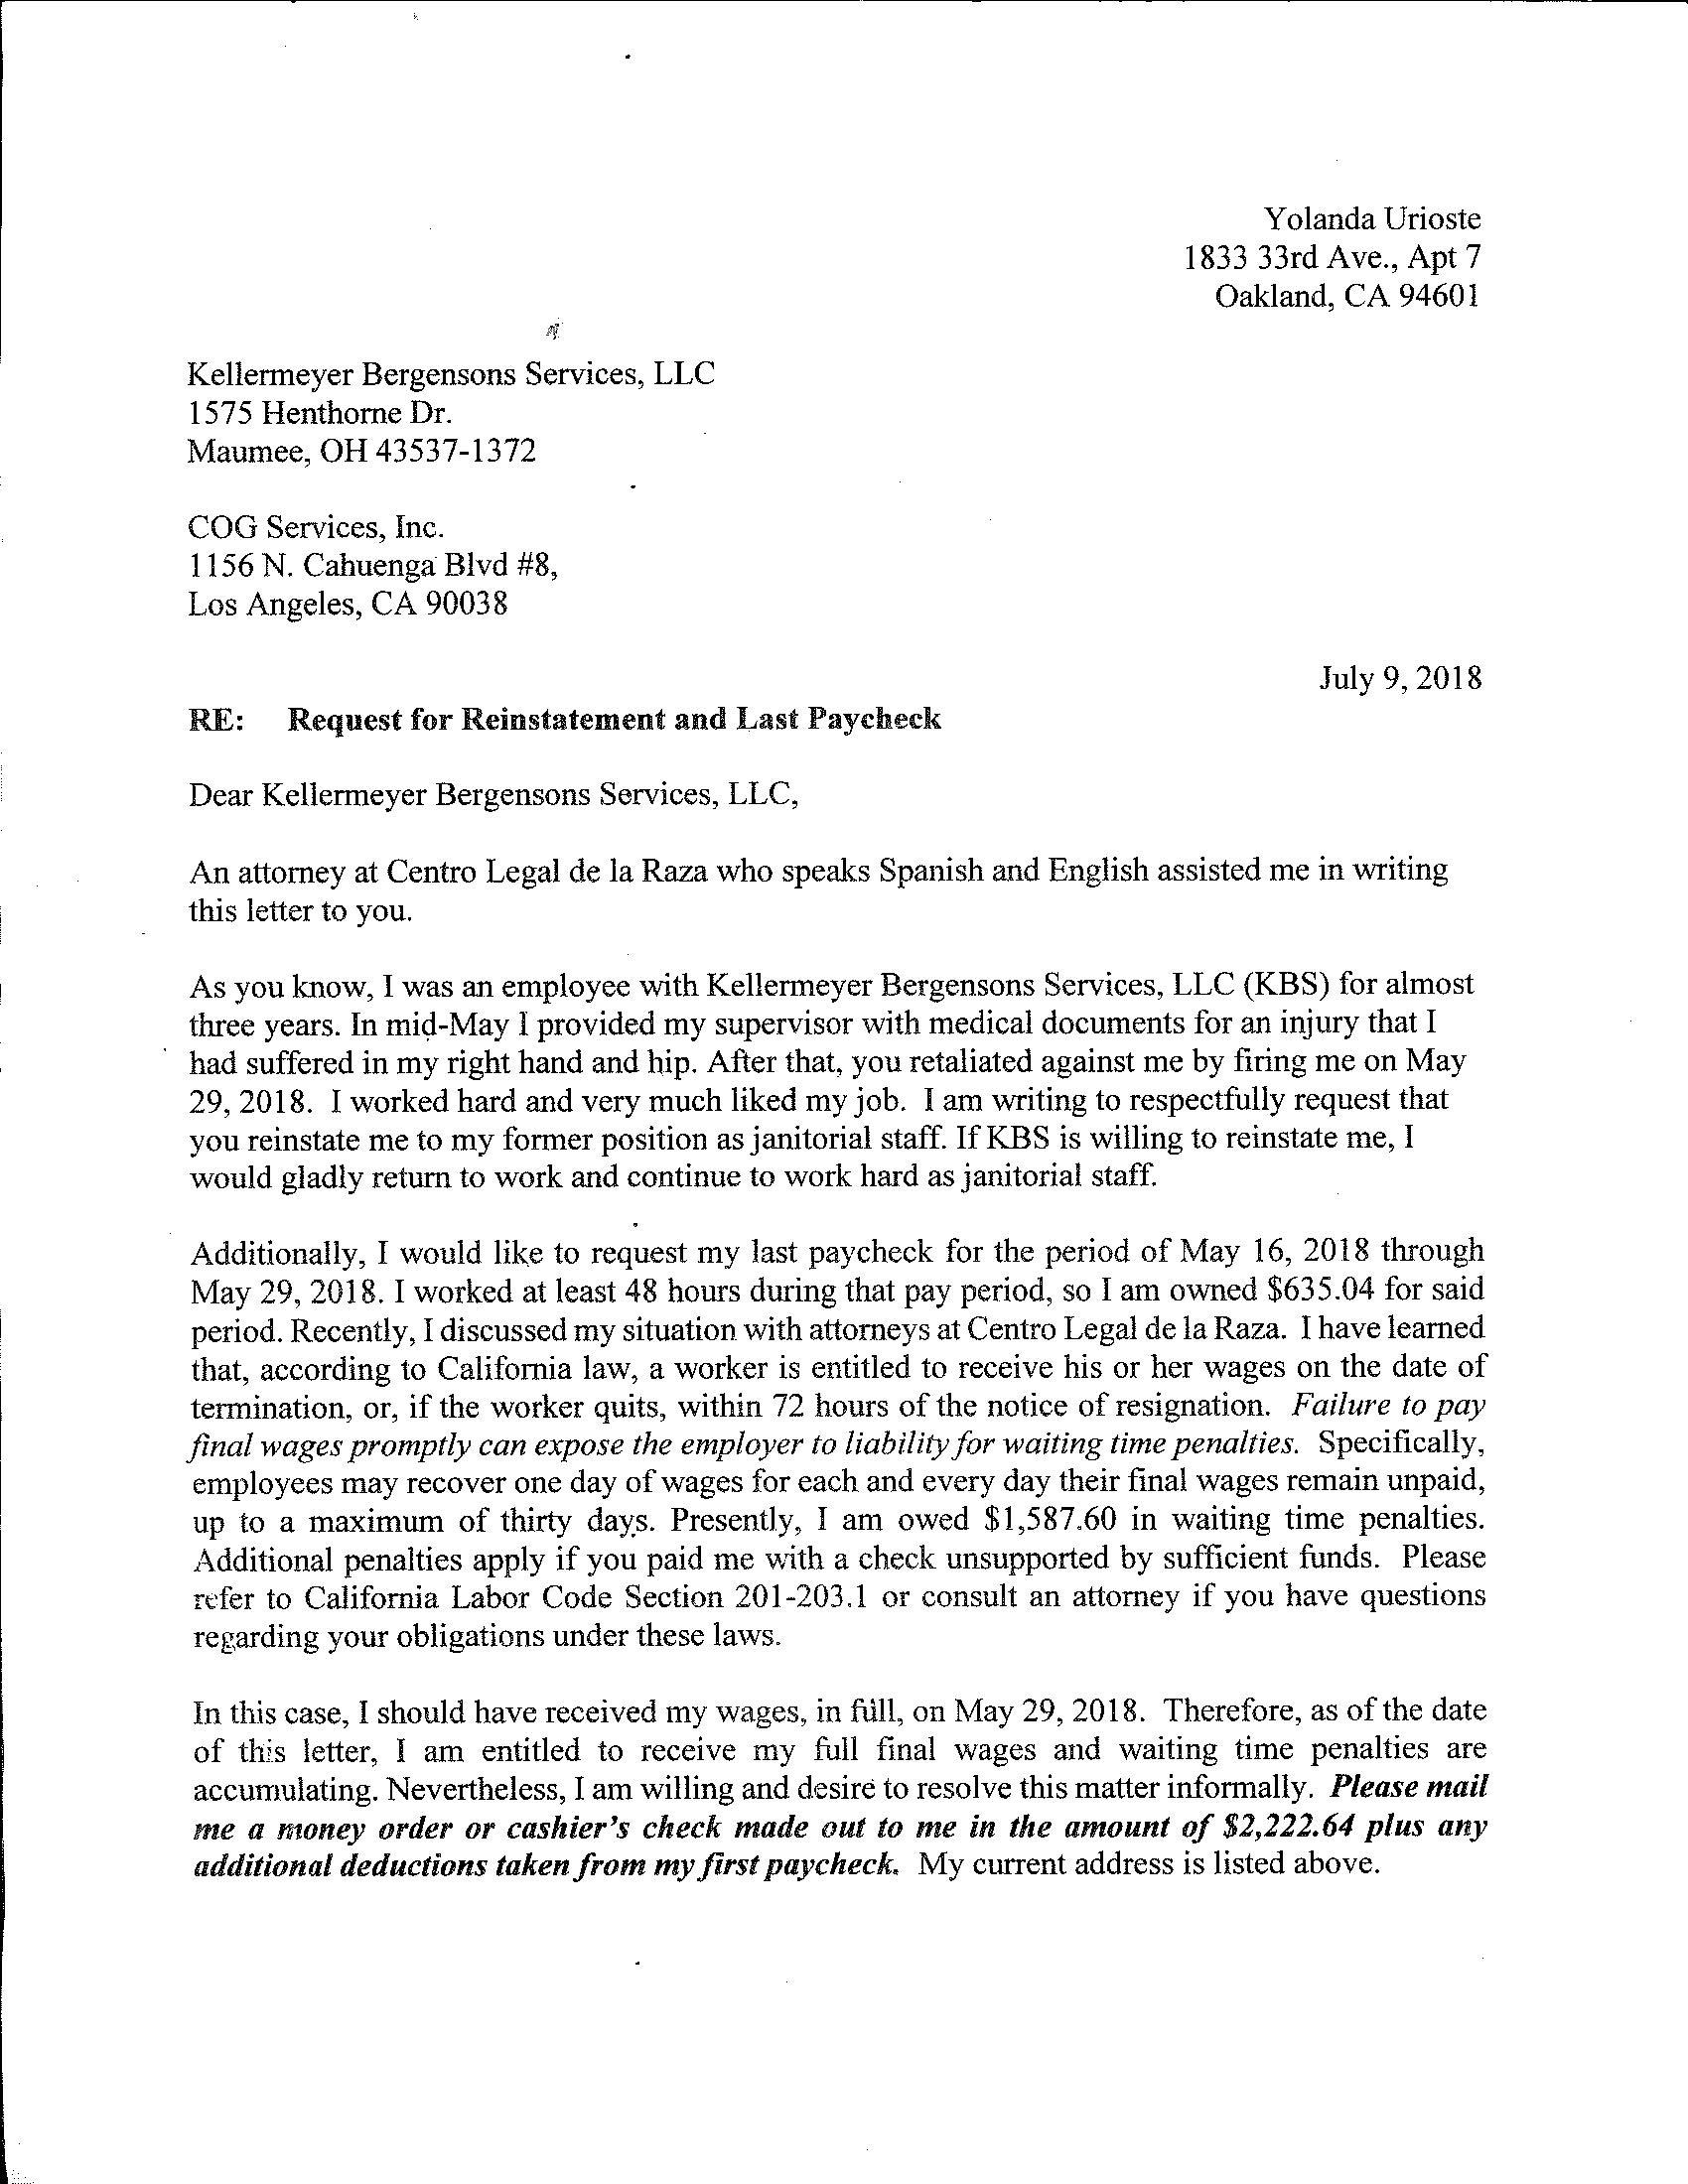 Yolanda Urioste
1833 33rd Ave., Apt 7
Oakland, CA 94601
Kellermeyer Bergensons Services, LLC
1575 Henthorne Dr.
Maumee, OH 43537-1372
COG Services, Inc.
1156 N. Cahuenga Blvd #8,
Los Angeles, CA 90038
July 9, 2018
RE: Request for Reinstatement and Last Paycheck
Dear Kellermeyer Bergensons Services, LLC,
An attorney at Centro Legal de la Raza who speaks Spanish and English assisted me in writing
this letter to you.
As you know, I was an employee with Kellermeyer Bergensons Services, LLC (KBS) for almost
three years. In mid-May I provided my supervisor with medical documents for an injury that I
had suffered in my right hand and hip. After that, you retaliated against me by firing me on May
29, 2018. I worked hard and very much liked my job. I am writing to respectfully request that
you reinstate me to my former position as janitorial staff. If KBS is willing to reinstate me, I
would gladly return to work and continue to work hard as janitorial staff.
Additionally, I would like to request my last paycheck for the period of May 16, 2018 through
May 29, 2018. I worked at least 48 hours during that pay period, so I am owned $635.04 for said
period. Recently, I discussed my situation with attorneys at Centro Legal de la Raza. I have learned
that, according to California law, a worker is entitled to receive his or her wages on the date of
termination, or, if the worker quits, within 72 hours of the notice of resignation. Failure to pay
final wages promptly can expose the employer to liability for waiting time penalties. Specifically,
employees may recover one day of wages for each and every day their final wages remain unpaid,
up to a maximum of thirty days. Presently, I am owed $1,587.60 in waiting time penalties.
Additional penalties apply if you paid me with a check unsupported by sufficient funds. Please
refer to California Labor Code Section 201-203.1 or consult an attorney if you have questions
regarding your obligations under these laws.
In this case, I should have received my wages, in full, on May 29, 2018. Therefore, as of the date
of this letter, I am entitled to receive my full final wages and waiting time penalties are
accumulating. Nevertheless, I am willing and desire to resolve this matter informally. Please mail
me a money order or cashier's check made out to me in the amount of $2,222.64 plus any
additional deductions taken from my first paycheck. My current address is listed above.